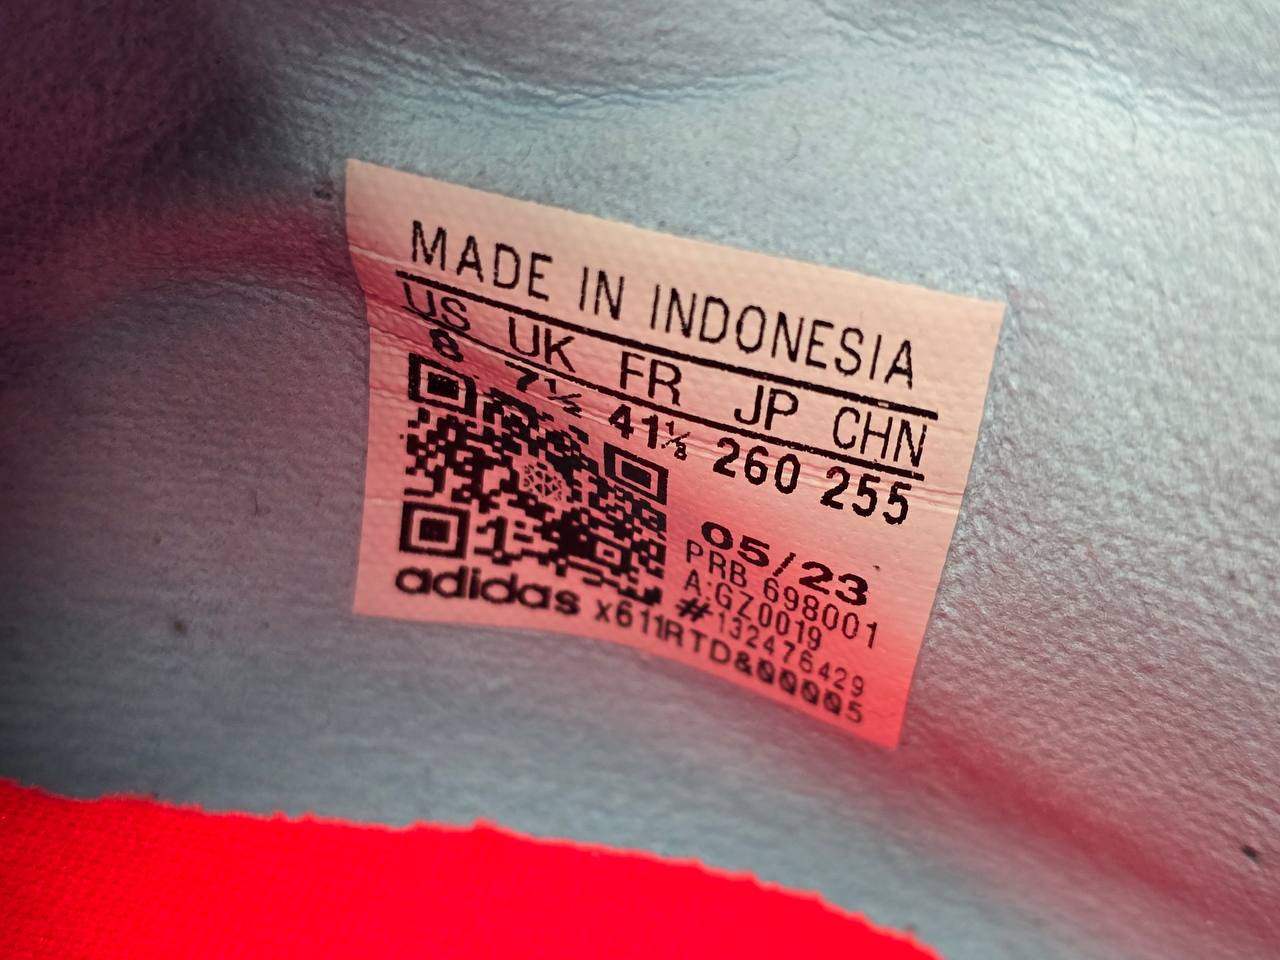 MADE IN INDONESIA
US UK FR JP CHN
8 7½ 41⅓ 260 255
05/23
PRB 698001
A:GZ0019
#132476429
adidas x611RTD&00005